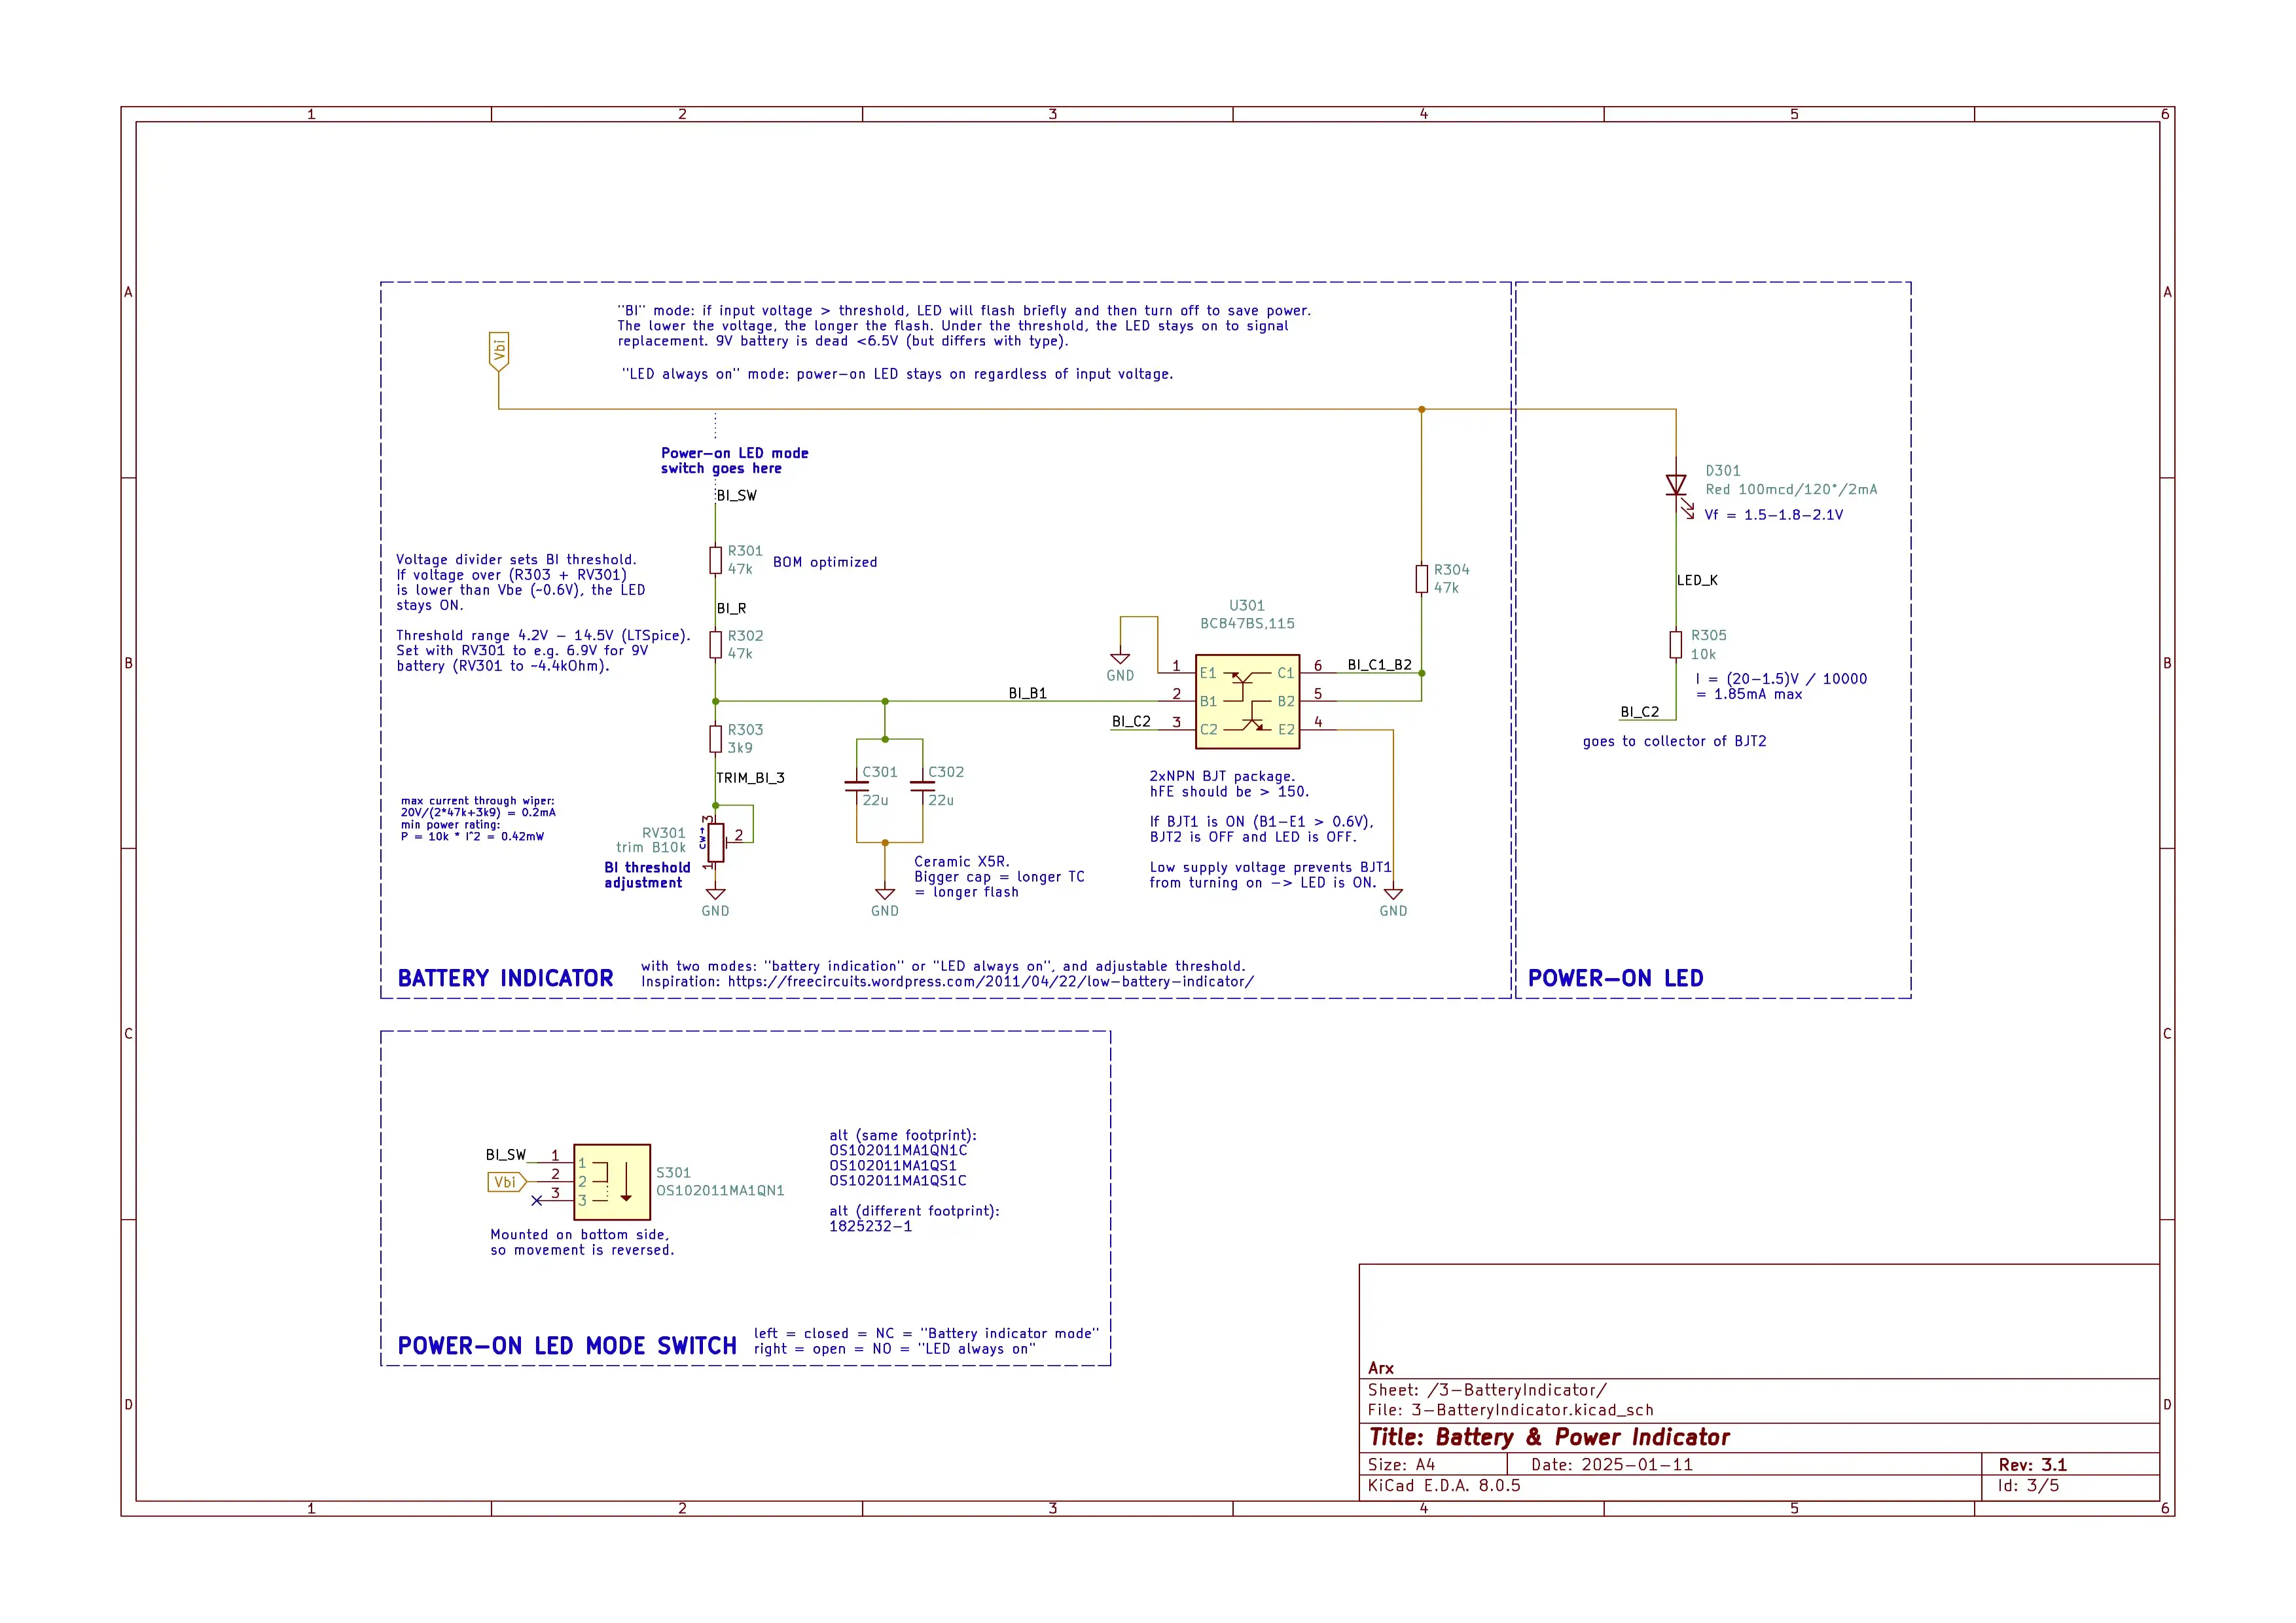 1 2 3 4 5 6
A A
"BI" mode: if input voltage > threshold, LED will flash briefly and then turn off to save power.
The lower the voltage, the longer the flash. Under the threshold, the LED stays on to signal
replacement. 9V battery is dead <6.5V (but differs with type).
"LED always on" mode: power-on LED stays on regardless of input voltage.
Vbi
Power-on LED mode
switch goes here
BI_SW
R301
47k
BOM optimized
Voltage divider sets BI threshold.
If voltage over (R303 + RV301)
is lower than Vbe (~0.6V), the LED
stays ON.
Threshold range 4.2V - 14.5V (LTSpice).
Set with RV301 to e.g. 6.9V for 9V
battery (RV301 to ~4.4kOhm).
BI_R
R302
47k
BI_B1
R303
3k9
TRIM_BI_3
max current through wiper:
20V/(2*47k+3k9) = 0.2mA
min power rating:
P = 10k * I^2 = 0.42mW
RV301
trim B10k
3
2
1
CW→
BI threshold
adjustment
GND
C301
22u
C302
22u
GND
Ceramic X5R.
Bigger cap = longer TC
= longer flash
R304
47k
U301
BC847BS,115
GND
1 E1 C1 6 BI_C1_B2
2 B1 B2 5
BI_C2 3 C2 E2 4
2xNPN BJT package.
hFE should be > 150.
If BJT1 is ON (B1-E1 > 0.6V),
BJT2 is OFF and LED is OFF.
Low supply voltage prevents BJT1
from turning on -> LED is ON.
GND
BATTERY INDICATOR
with two modes: "battery indication" or "LED always on", and adjustable threshold.
Inspiration: https://freecircuits.wordpress.com/2011/04/22/low-battery-indicator/
D301
Red 100mcd/120°/2mA
Vf = 1.5-1.8-2.1V
LED_K
R305
10k
I = (20-1.5)V / 10000
= 1.85mA max
BI_C2
goes to collector of BJT2
POWER-ON LED
B B
C C
BI_SW 1 1
Vbi 2 2
3 3
S301
OS102011MA1QN1
Mounted on bottom side,
so movement is reversed.
alt (same footprint):
OS102011MA1QN1C
OS102011MA1QS1
OS102011MA1QS1C
alt (different footprint):
1825232-1
POWER-ON LED MODE SWITCH
left = closed = NC = "Battery indicator mode"
right = open = NO = "LED always on"
D D
Arx
Sheet: /3-BatteryIndicator/
File: 3-BatteryIndicator.kicad_sch
Title: Battery & Power Indicator
Size: A4 Date: 2025-01-11 Rev: 3.1
KiCad E.D.A. 8.0.5 Id: 3/5
1 2 3 4 5 6